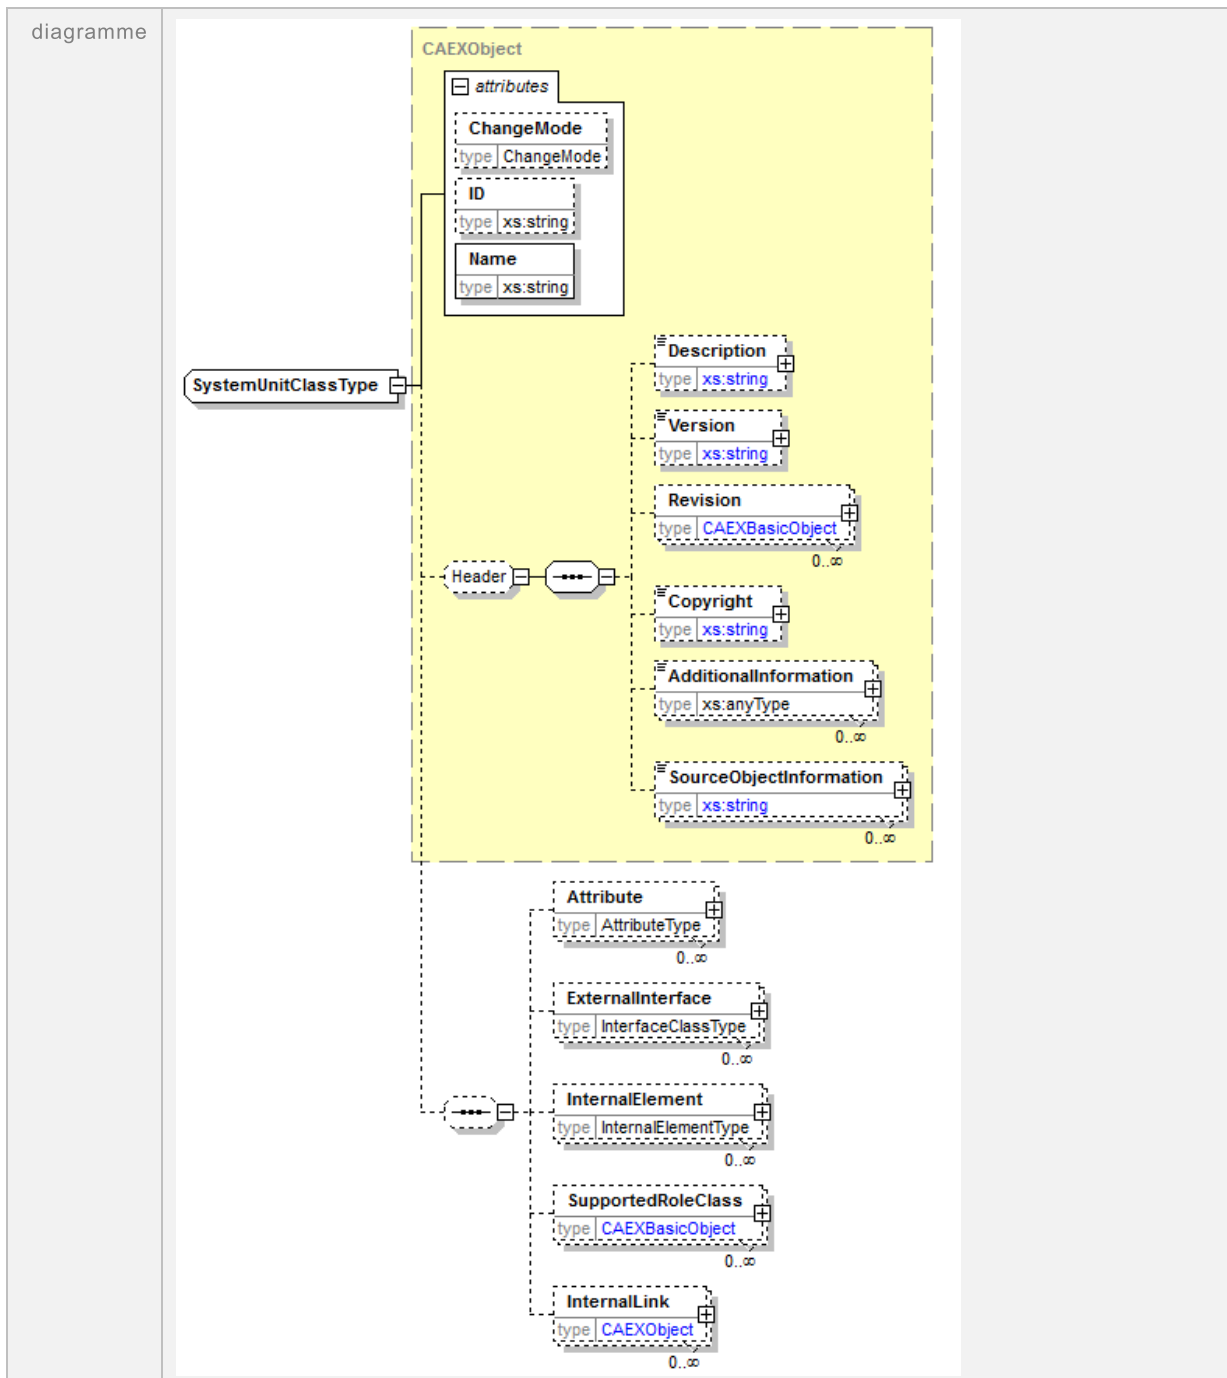 diagramme
CAEXObject
attributes
ChangeMode
type ChangeMode
ID
type xs:string
Name
type xs:string
SystemUnitClassType
Description
type xs:string
Version
type xs:string
Revision
type CAEXBasicObject
0..∞
Header
Copyright
type xs:string
AdditionalInformation
type xs:anyType
0..∞
SourceObjectInformation
type xs:string
0..∞
Attribute
type AttributeType
0..∞
ExternalInterface
type InterfaceClassType
0..∞
InternalElement
type InternalElementType
0..∞
SupportedRoleClass
type CAEXBasicObject
0..∞
InternalLink
type CAEXObject
0..∞